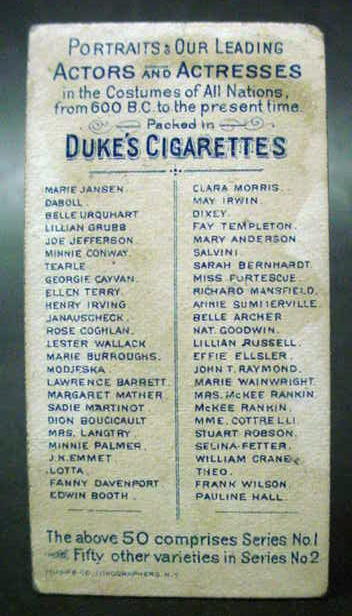 PORTRAITS OF OUR LEADING
ACTORS AND ACTRESSES
in the Costumes of All Nations,
from 600 B.C. to the present time.
Packed in
DUKE'S CIGARETTES
MARIE JANSEN.
DABOLL.
BELLE URQUHART
LILLIAN GRUBB
JOE JEFFERSON.
MINNIE CONWAY.
TEARLE
GEORGIE CAYVAN.
ELLEN TERRY.
HENRY IRVING
JANAUSCHECK.
ROSE COGHLAN.
LESTER WALLACK
MARIE BURROUGHS.
MODJESKA
LAWRENCE BARRETT.
MARGARET MATHER.
SADIE MARTINOT
DION BOUCICAULT
MRS. LANGTRY
MINNIE PALMER.
J.K. EMMET
LOTTA.
FANNY DAVENPORT
EDWIN BOOTH.
CLARA MORRIS.
MAY IRWIN.
DIXEY.
FAY TEMPLETON.
MARY ANDERSON
SALVINI.
SARAH BERNHARDT.
MISS FORTESCUE.
RICHARD MANSFIELD.
ANNIE SUMMERVILLE.
BELLE ARCHER
NAT. GOODWIN.
LILLIAN RUSSELL.
EFFIE ELLSLER.
JOHN T. RAYMOND.
MARIE WAINWRIGHT.
MRS. McKEE RANKIN
McKEE RANKIN.
MME. COTTRELLI.
STUART ROBSON.
SELINA FETTER.
WILLIAM CRANE
THEO.
FRANK WILSON
PAULINE HALL.
The above 50 comprises Series No.1
Fifty other varieties in Series No 2
LITHOGRAPHERS, N.Y.